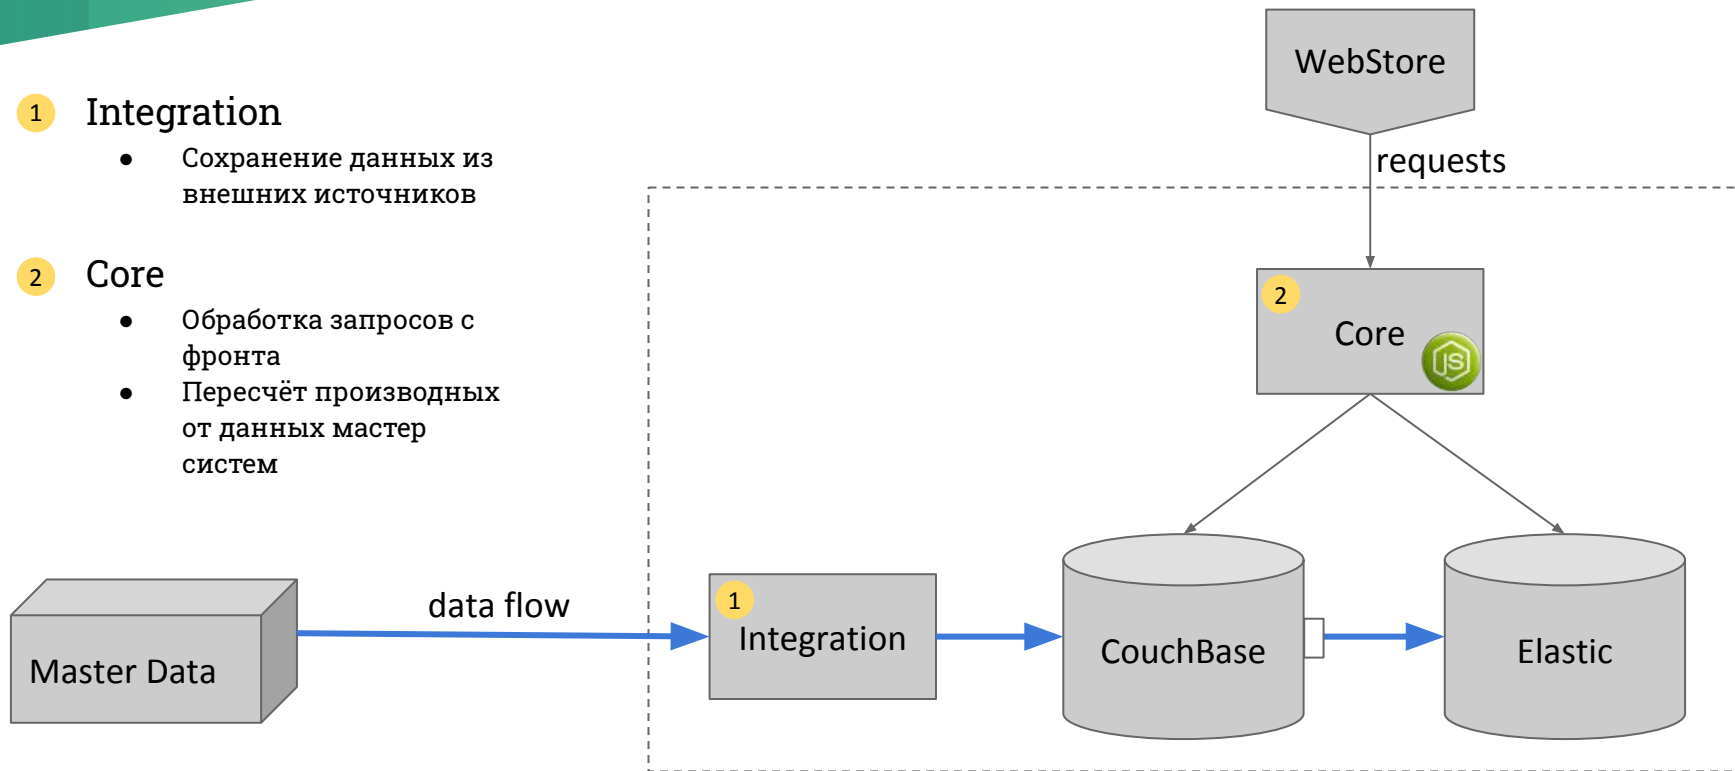 1 Integration
● Сохранение данных из
внешних источников
2 Core
● Обработка запросов с
фронта
● Пересчёт производных
от данных мастер
систем
WebStore
requests
2
Core
JS
data flow
Master Data
1
Integration
CouchBase
Elastic